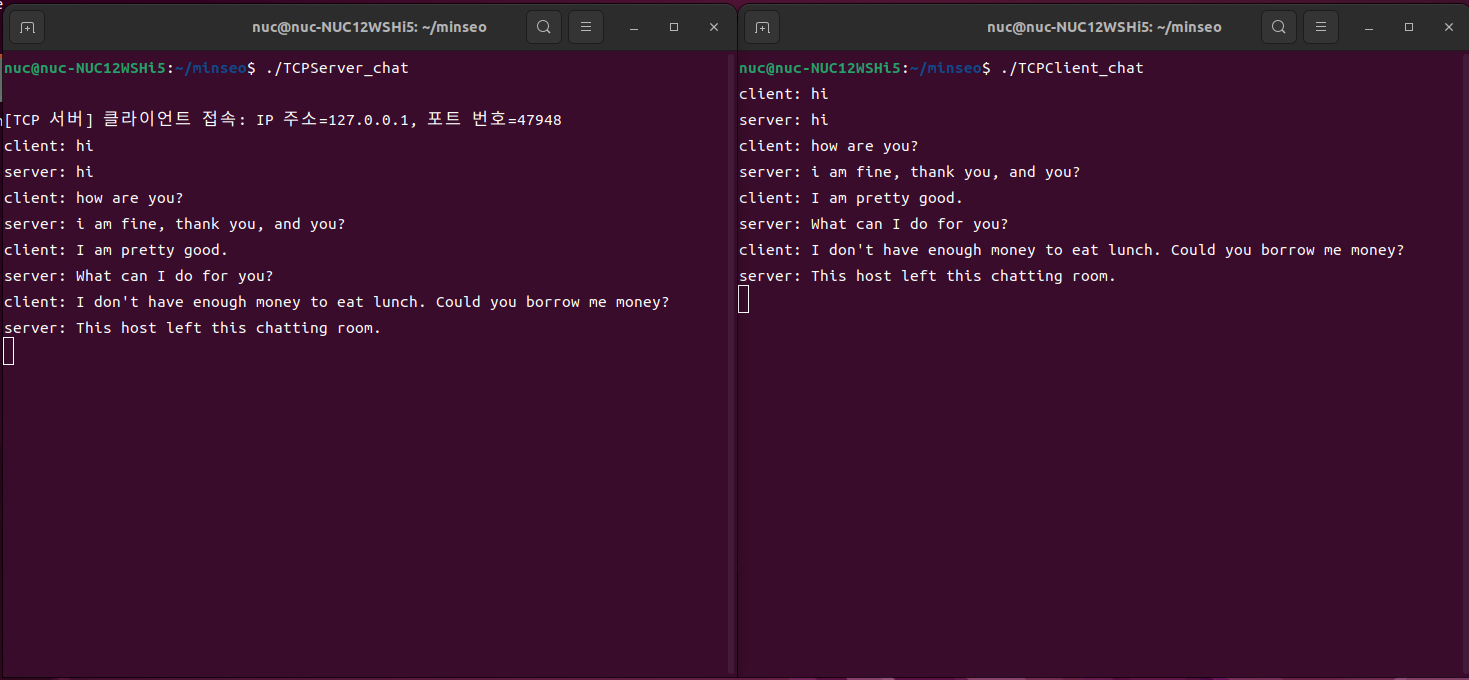 nuc@nuc-NUC12WSHi5: ~/minseo
nuc@nuc-NUC12WSHi5:~/minseo$ ./TCPServer_chat
[TCP 서버] 클라이언트 접속: IP 주소=127.0.0.1, 포트 번호=47948
client: hi
server: hi
client: how are you?
server: i am fine, thank you, and you?
client: I am pretty good.
server: What can I do for you?
client: I don't have enough money to eat lunch. Could you borrow me money?
server: This host left this chatting room.
nuc@nuc-NUC12WSHi5: ~/minseo
nuc@nuc-NUC12WSHi5:~/minseo$ ./TCPClient_chat
client: hi
server: hi
client: how are you?
server: i am fine, thank you, and you?
client: I am pretty good.
server: What can I do for you?
client: I don't have enough money to eat lunch. Could you borrow me money?
server: This host left this chatting room.